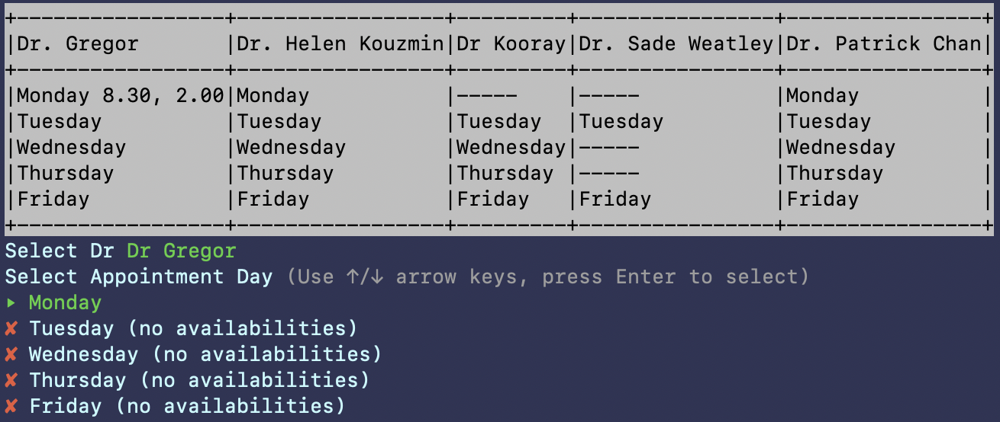 +------------------+-----------------+---------+----------------+----------------+
|Dr. Gregor        |Dr. Helen Kouzmin|Dr Kooray|Dr. Sade Weatley|Dr. Patrick Chan|
+------------------+-----------------+---------+----------------+----------------+
|Monday 8.30, 2.00|Monday           |-----    |-----           |Monday          |
|Tuesday          |Tuesday          |Tuesday  |Tuesday         |Tuesday         |
|Wednesday        |Wednesday        |Wednesday|-----           |Wednesday       |
|Thursday         |Thursday         |Thursday |-----           |Thursday        |
|Friday           |Friday           |Friday   |Friday          |Friday          |
+------------------+-----------------+---------+----------------+----------------+
Select Dr Dr Gregor
Select Appointment Day (Use ↑/↓ arrow keys, press Enter to select)
▸ Monday
✘ Tuesday (no availabilities)
✘ Wednesday (no availabilities)
✘ Thursday (no availabilities)
✘ Friday (no availabilities)